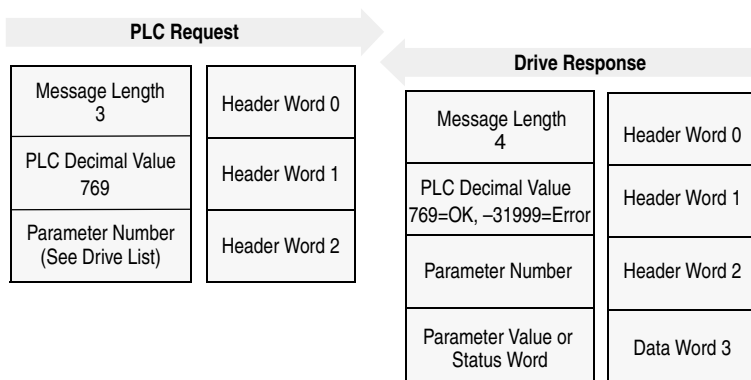 PLC Request
Message Length
3
Header Word 0
PLC Decimal Value
769
Header Word 1
Parameter Number
(See Drive List)
Header Word 2
Drive Response
Message Length
4
Header Word 0
PLC Decimal Value
769=OK, –31999=Error
Header Word 1
Parameter Number
Header Word 2
Parameter Value or
Status Word
Data Word 3